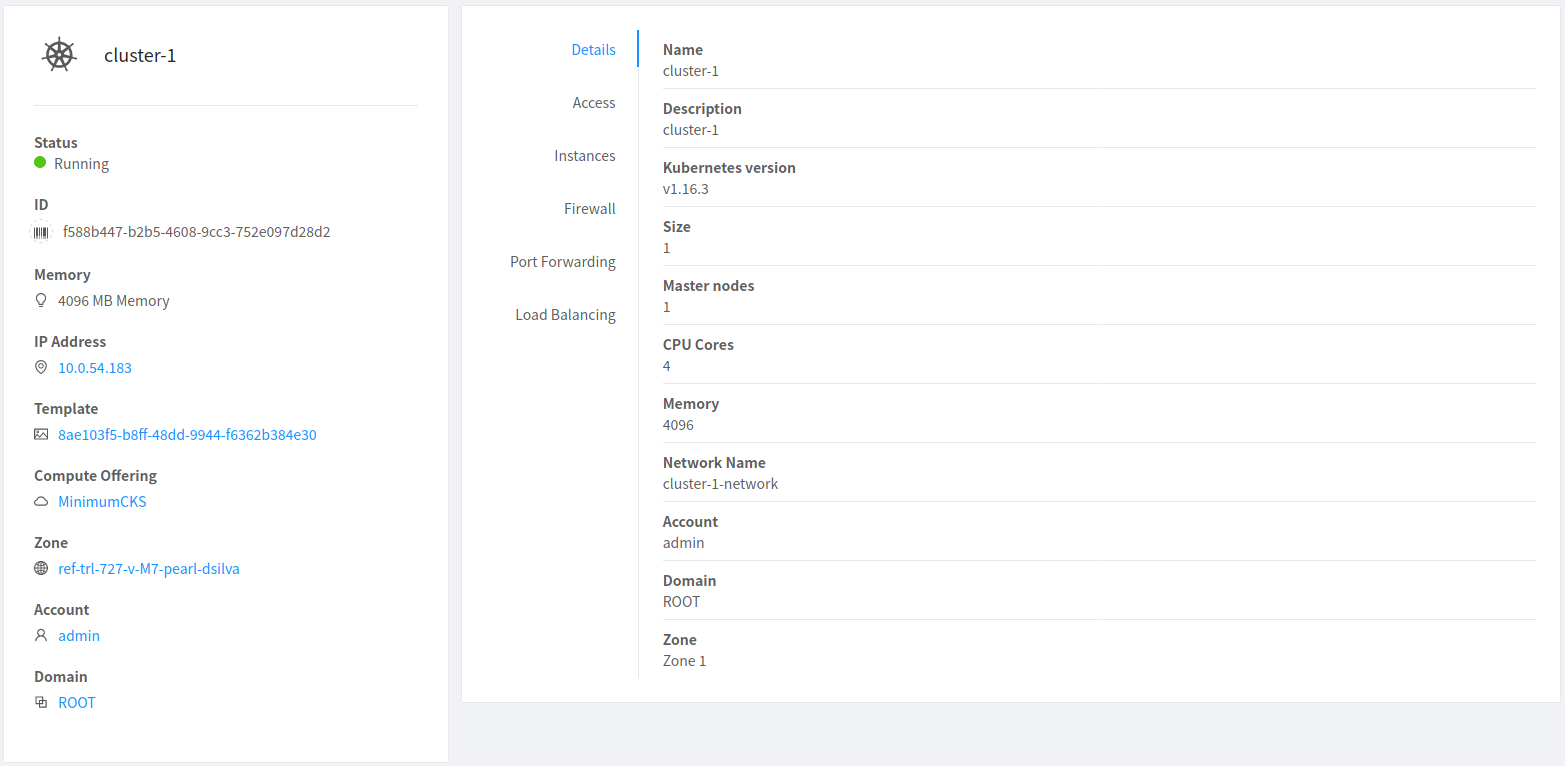 cluster-1
Status
Running
ID
f588b447-b2b5-4608-9cc3-752e097d28d2
Memory
4096 MB Memory
IP Address
10.0.54.183
Template
8ae103f5-b8ff-48dd-9944-f6362b384e30
Compute Offering
MinimumCKS
Zone
ref-trl-727-v-M7-pearl-dsilva
Account
admin
Domain
ROOT
Details
Access
Instances
Firewall
Port Forwarding
Load Balancing
Name
cluster-1
Description
cluster-1
Kubernetes version
v1.16.3
Size
1
Master nodes
1
CPU Cores
4
Memory
4096
Network Name
cluster-1-network
Account
admin
Domain
ROOT
Zone
Zone 1